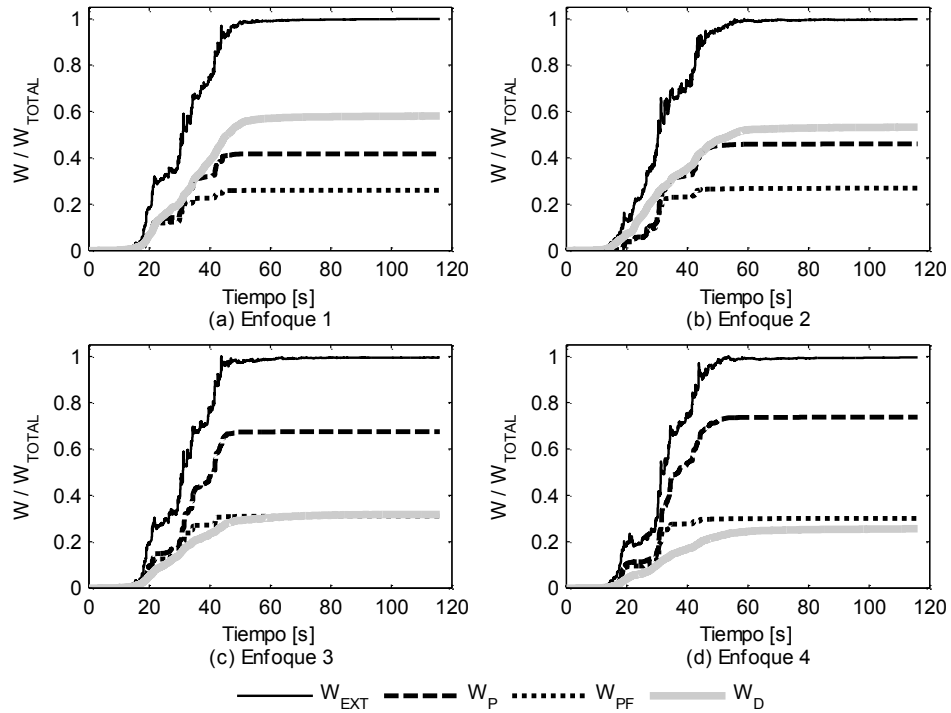 1
0.8
0.6
0.4
0.2
0
W / W_TOTAL
0 20 40 60 80 100 120
Tiempo [s]
(a) Enfoque 1
1
0.8
0.6
0.4
0.2
0
W / W_TOTAL
0 20 40 60 80 100 120
Tiempo [s]
(b) Enfoque 2
1
0.8
0.6
0.4
0.2
0
W / W_TOTAL
0 20 40 60 80 100 120
Tiempo [s]
(c) Enfoque 3
1
0.8
0.6
0.4
0.2
0
W / W_TOTAL
0 20 40 60 80 100 120
Tiempo [s]
(d) Enfoque 4
W_EXT W_P W_PF W_D